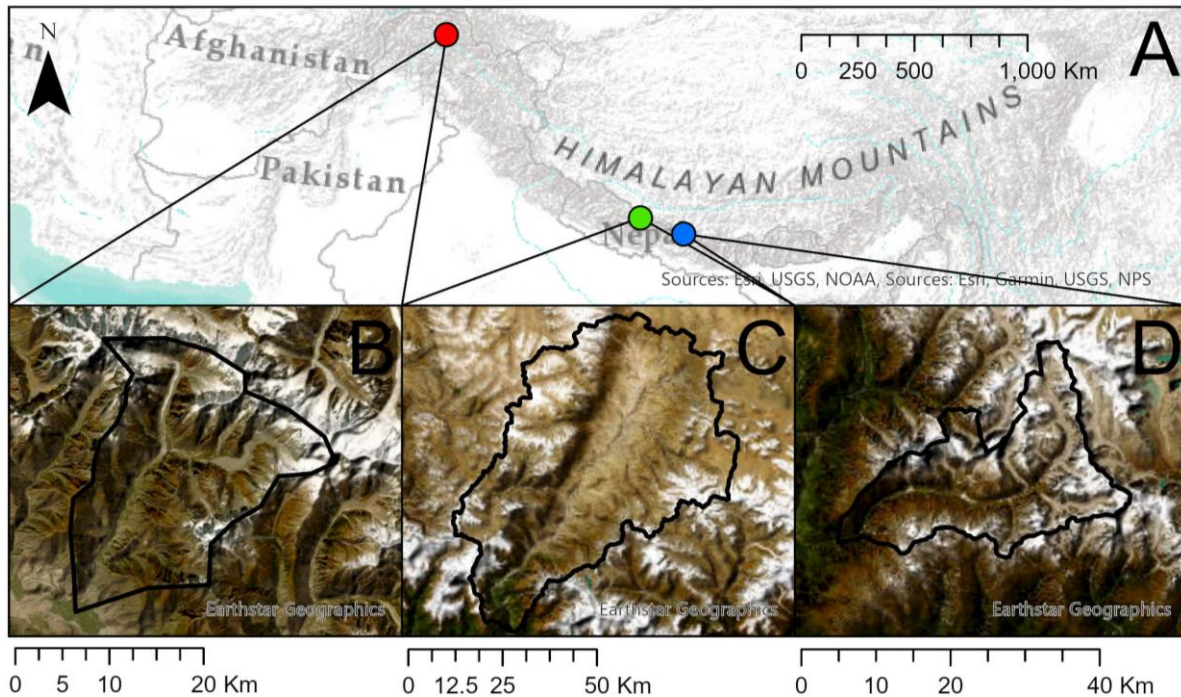 N
n
Afghanistan
Pakistan
HIMALAYAN MOUNTAINS
Nepa
0 250 500 1,000 Km
A
Sources: Esri, USGS, NOAA, Sources: Esri, Garmin, USGS, NPS
B
C
D
Earthstar Geographics
Earthstar Geographics
Earthstar Geographics
0 5 10 20 Km
0 12.5 25 50 Km
0 10 20 40 Km